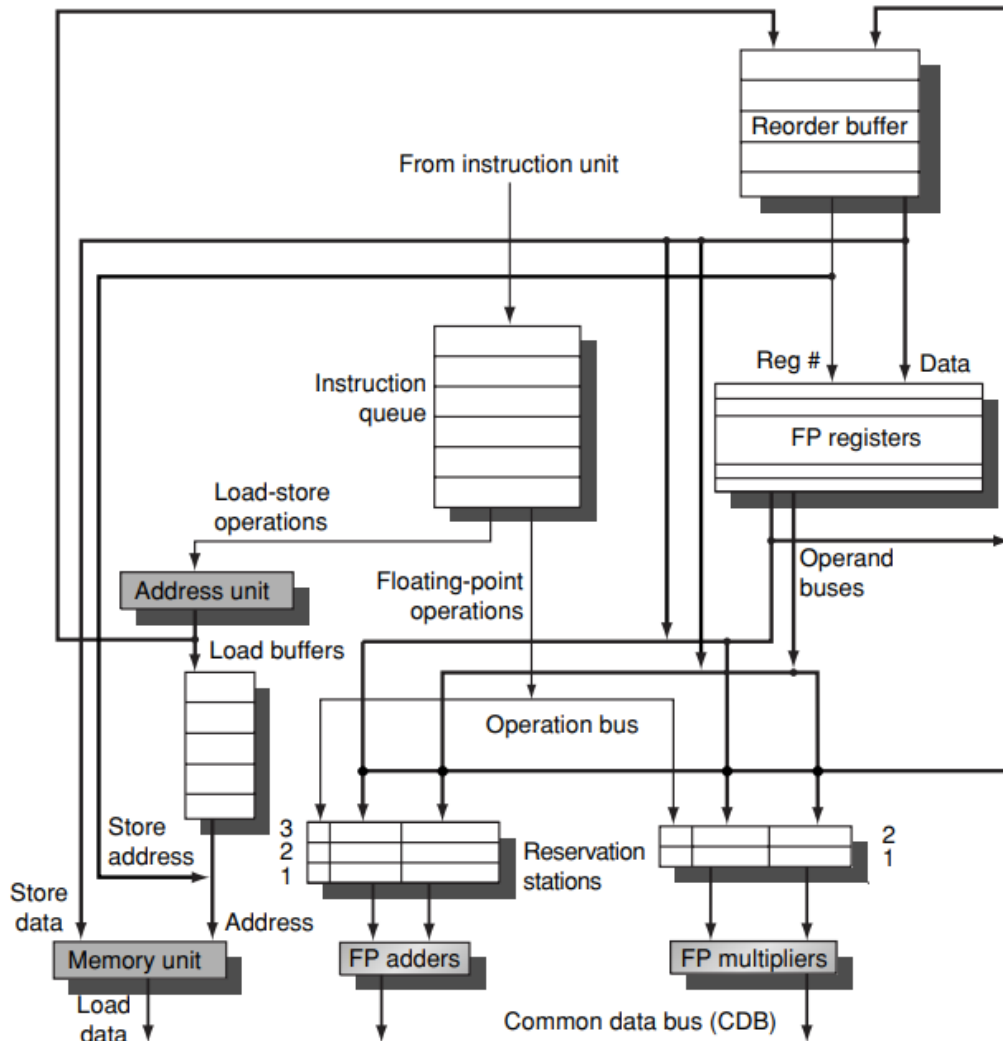 Reorder buffer
From instruction unit
Reg #
Data
Instruction
queue
FP registers
Load-store
operations
Operand
buses
Address unit
Floating-point
operations
Load buffers
Operation bus
Store
address
3
2
1
Reservation
stations
2
1
Store
data
Address
Memory unit
FP adders
FP multipliers
Load
data
Common data bus (CDB)